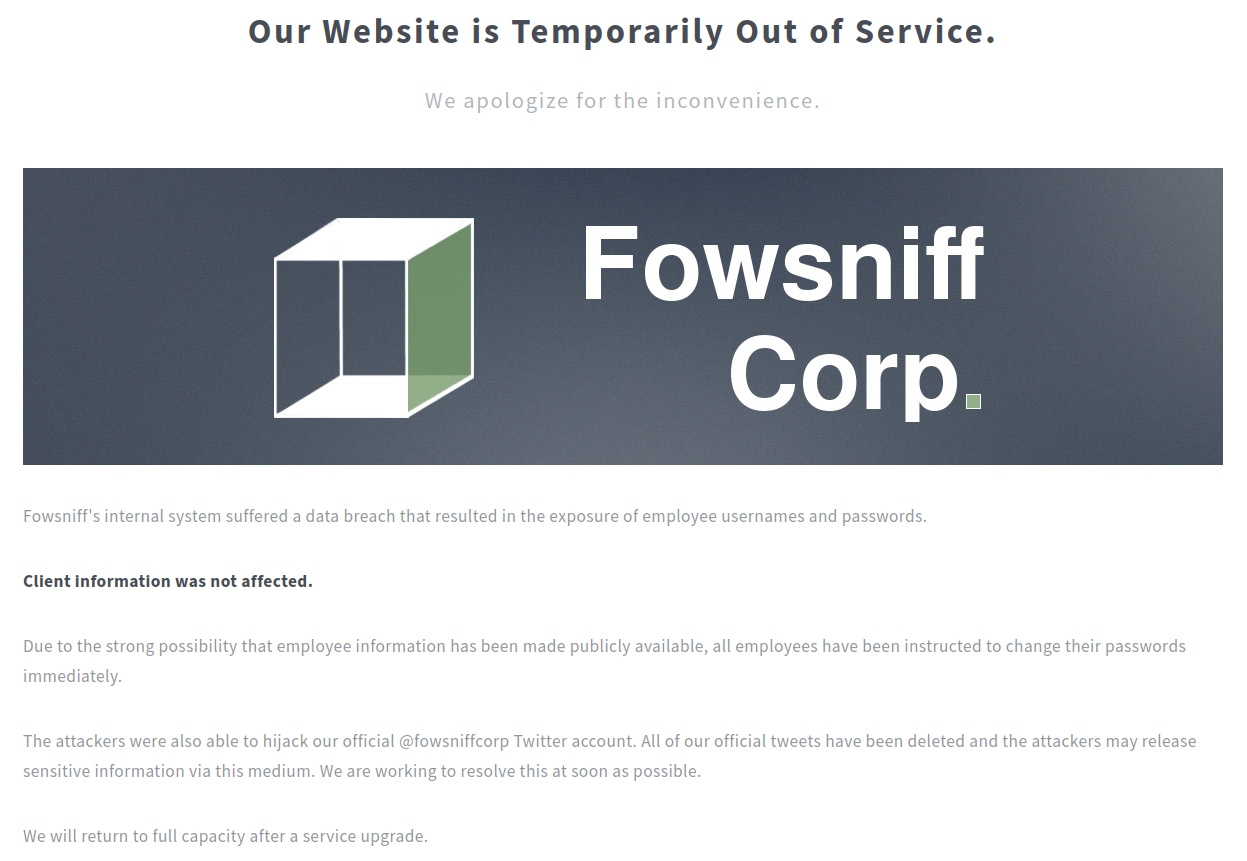 Our Website is Temporarily Out of Service.
We apologize for the inconvenience.
Fowsniff
Corp.
Fowsniff's internal system suffered a data breach that resulted in the exposure of employee usernames and passwords.
Client information was not affected.
Due to the strong possibility that employee information has been made publicly available, all employees have been instructed to change their passwords
immediately.
The attackers were also able to hijack our official @fowsniffcorp Twitter account. All of our official tweets have been deleted and the attackers may release
sensitive information via this medium. We are working to resolve this at soon as possible.
We will return to full capacity after a service upgrade.